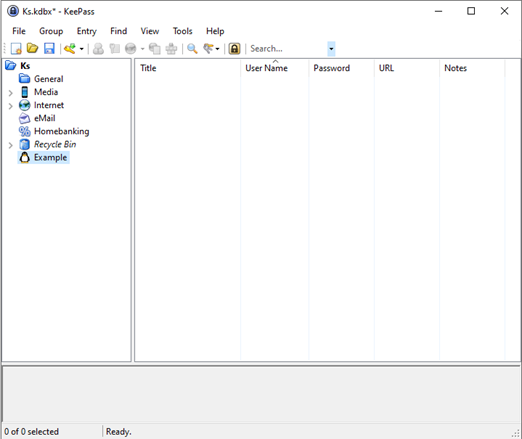 Ks.kdbx* - KeePass
File Group Entry Find View Tools Help
Search...
Ks
General
Media
Internet
eMail
Homebanking
Recycle Bin
Example
Title User Name Password URL Notes
0 of 0 selected Ready.